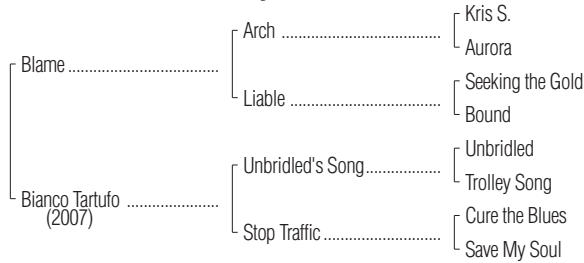 Kris S.
Arch ................................
Aurora
Blame ...................................
Seeking the Gold
Liable ................................
Bound
Unbridled
Unbridled's Song................
Trolley Song
Bianco Tartufo .....................
(2007)
Cure the Blues
Stop Traffic.........................
Save My Soul